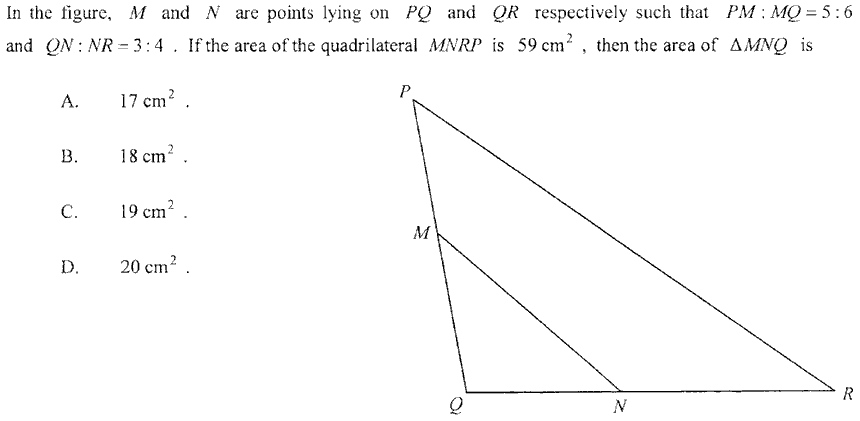 In the figure, M and N are points lying on PQ and QR respectively such that PM : MQ = 5 : 6
and QN : NR = 3 : 4 . If the area of the quadrilateral MNRP is 59 cm² , then the area of ΔMNQ is
A. 17 cm² .
B. 18 cm² .
C. 19 cm² .
D. 20 cm² .
P
M
Q
N
R